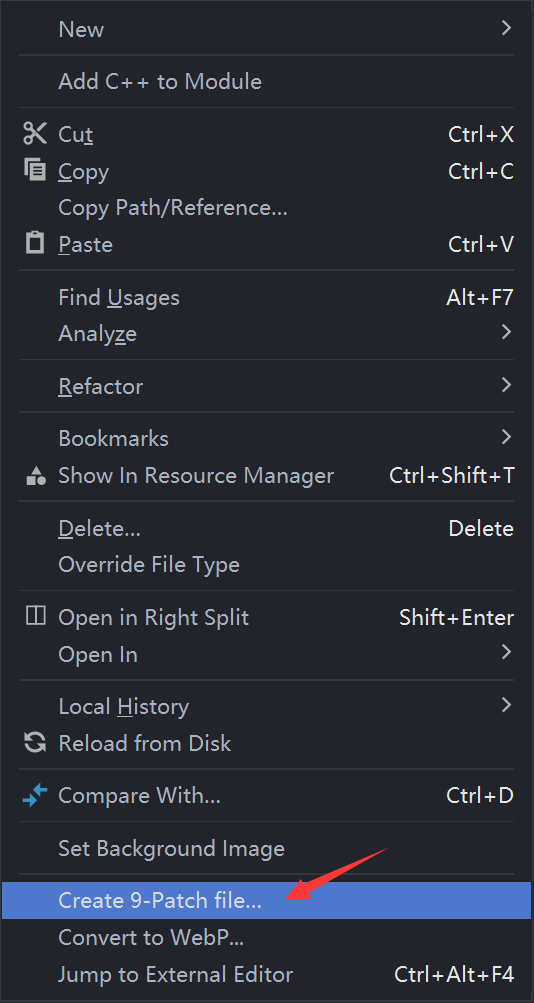 New
Add C++ to Module
Cut Ctrl+X
Copy Ctrl+C
Copy Path/Reference...
Paste Ctrl+V
Find Usages Alt+F7
Analyze
Refactor
Bookmarks
Show In Resource Manager Ctrl+Shift+T
Delete... Delete
Override File Type
Open in Right Split Shift+Enter
Open In
Local History
Reload from Disk
Compare With... Ctrl+D
Set Background Image
Create 9-Patch file...
Convert to WebP...
Jump to External Editor Ctrl+Alt+F4